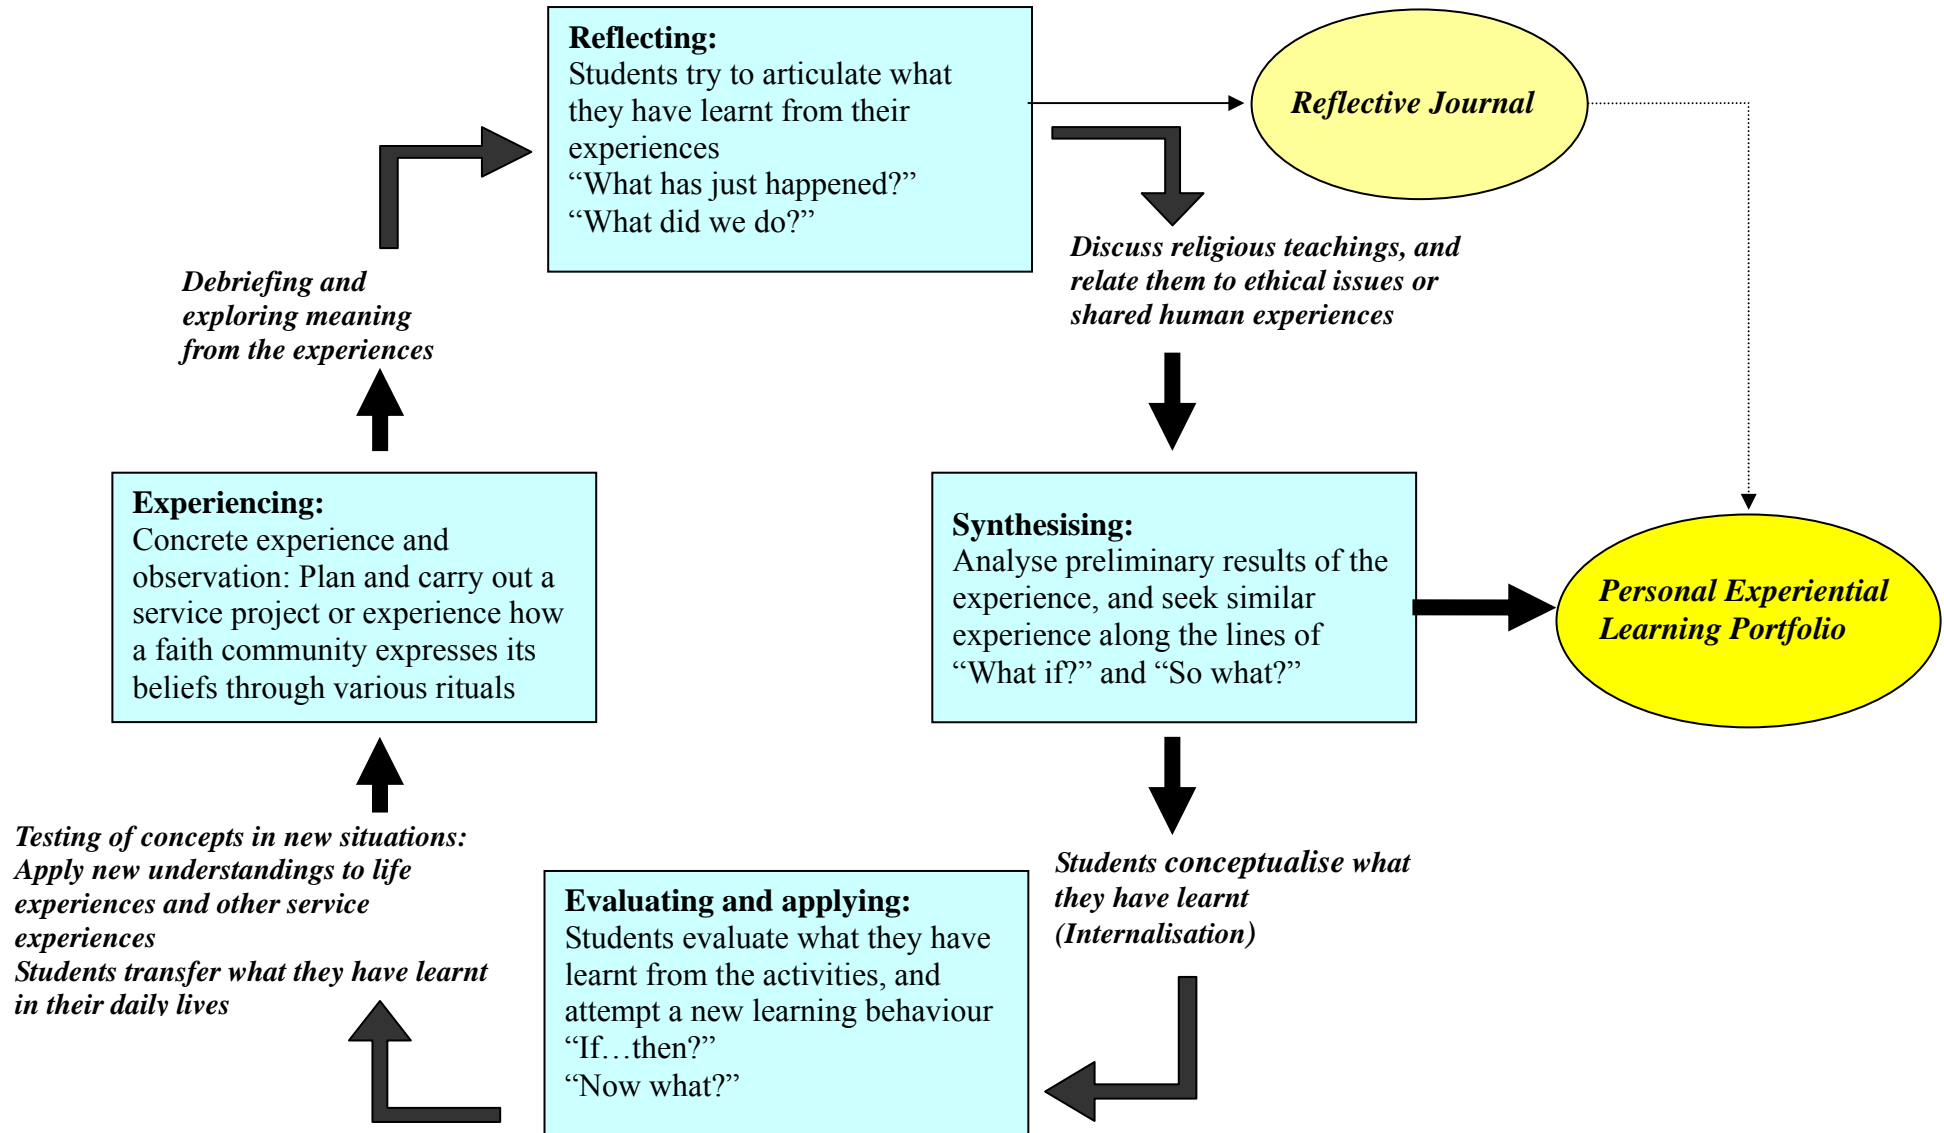 Reflecting:
Students try to articulate what
they have learnt from their
experiences
“What has just happened?”
“What did we do?”
Reflective Journal
Debriefing and
exploring meaning
from the experiences
Discuss religious teachings, and
relate them to ethical issues or
shared human experiences
Experiencing:
Concrete experience and
observation: Plan and carry out a
service project or experience how
a faith community expresses its
beliefs through various rituals
Synthesising:
Analyse preliminary results of the
experience, and seek similar
experience along the lines of
“What if?” and “So what?”
Personal Experiential
Learning Portfolio
Testing of concepts in new situations:
Apply new understandings to life
experiences and other service
experiences
Students transfer what they have learnt
in their daily lives
Evaluating and applying:
Students evaluate what they have
learnt from the activities, and
attempt a new learning behaviour
“If…then?”
“Now what?”
Students conceptualise what
they have learnt
(Internalisation)